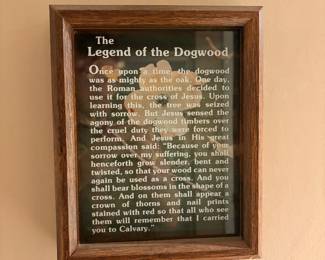 The
Legend of the Dogwood
Once upon a time, the dogwood
was as mighty as the oak. One day,
the Roman authorities decided to
use it for the cross of Jesus. Upon
learning this, the tree was seized
with sorrow. But Jesus sensed the
agony of the dogwood timbers over
the cruel duty they were forced to
perform. And Jesus in His great
compassion said: "Because of your
sorrow over my suffering, you shall
henceforth grow slender, bent and
twisted, so that your wood can never
again be used as a cross. And you
shall bear blossoms in the shape of a
cross. And on them shall appear a
crown of thorns and nail prints
stained with red so that all who see
them will remember that I carried
you to Calvary."